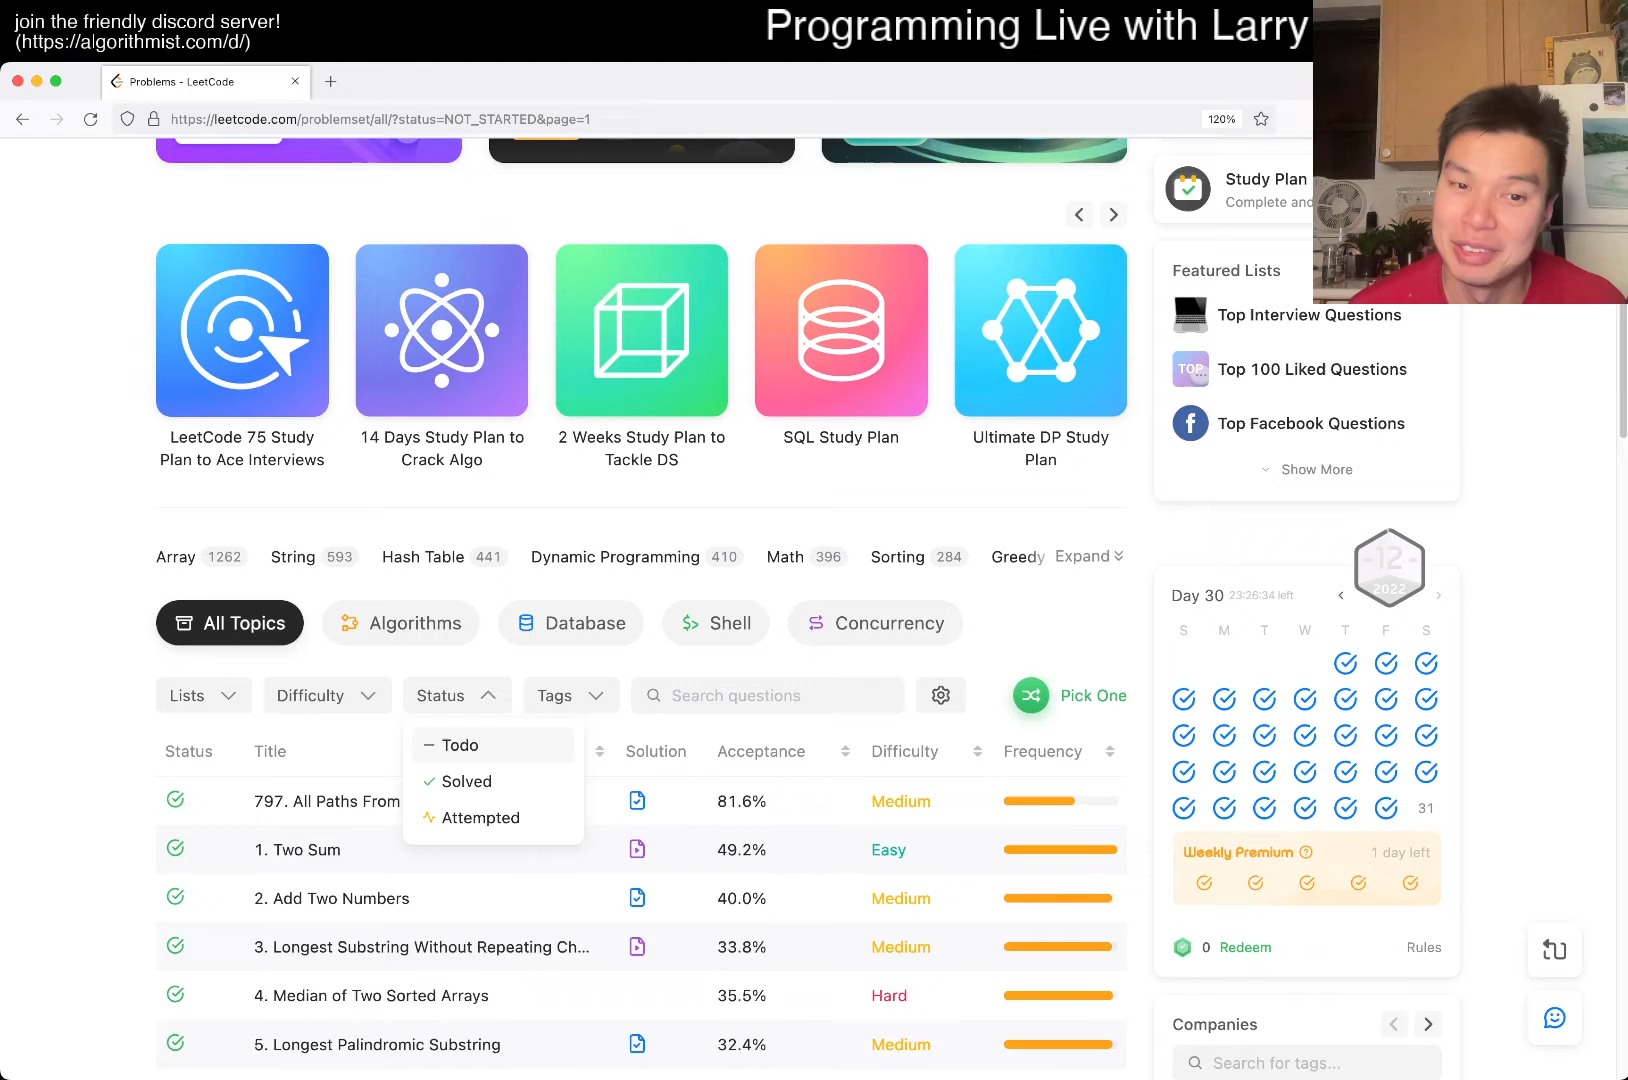 join the friendly discord server!
(https://algorithmist.com/d/)
Programming Live with Larry
Problems - LeetCode
https://leetcode.com/problemset/all/?status=NOT_STARTED&page=1
120%
Study Plan
Complete and
Featured Lists
Top Interview Questions
TOP
Top 100 Liked Questions
Top Facebook Questions
Show More
LeetCode 75 Study
Plan to Ace Interviews
14 Days Study Plan to
Crack Algo
2 Weeks Study Plan to
Tackle DS
SQL Study Plan
Ultimate DP Study
Plan
Array 1262 String 593 Hash Table 441 Dynamic Programming 410 Math 396 Sorting 284 Greedy Expand
All Topics Algorithms Database Shell Concurrency
Lists Difficulty Status Tags Search questions Pick One
Todo
Solved
Attempted
Status Title Solution Acceptance Difficulty Frequency
797. All Paths From 81.6% Medium
1. Two Sum 49.2% Easy
2. Add Two Numbers 40.0% Medium
3. Longest Substring Without Repeating Ch... 33.8% Medium
4. Median of Two Sorted Arrays 35.5% Hard
5. Longest Palindromic Substring 32.4% Medium
12
2022
Day 30 23:26:34 left
S M T W T F S
31
Weekly Premium 1 day left
0 Redeem Rules
Companies
Search for tags...